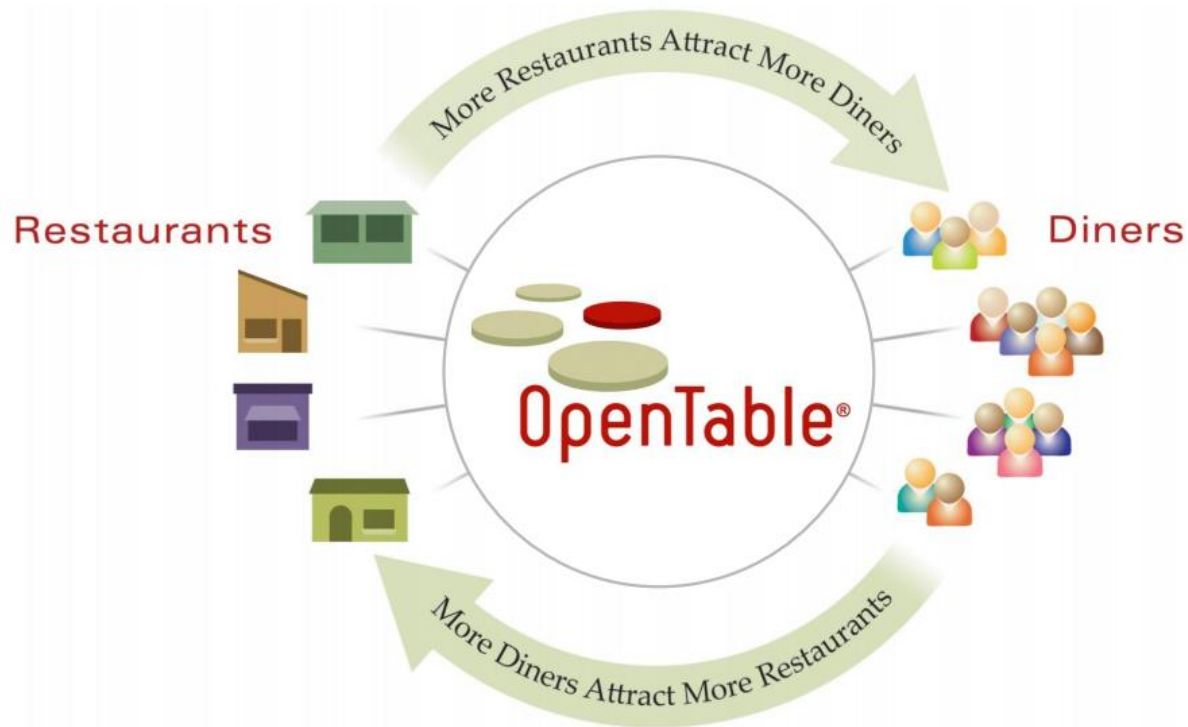 More Restaurants Attract More Diners
Restaurants
Diners
OpenTable®
More Diners Attract More Restaurants